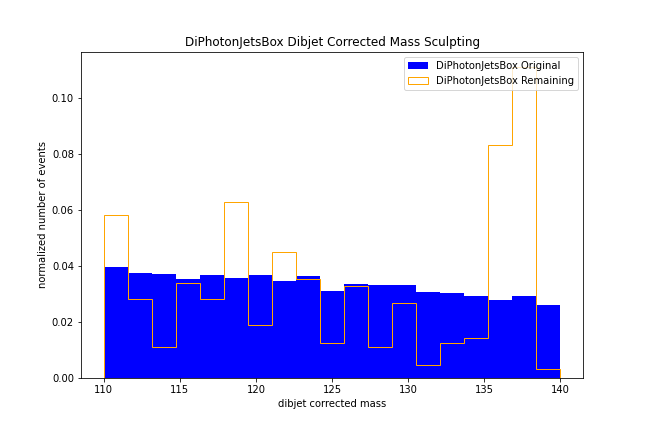 DiPhotonJetsBox Dibjet Corrected Mass Sculpting
DiPhotonJetsBox Original
DiPhotonJetsBox Remaining
normalized number of events
0.10
0.08
0.06
0.04
0.02
0.00
110
115
120
125
130
135
140
dibjet corrected mass